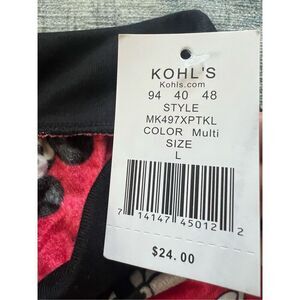 KOHL'S
Kohls.com
94 40 48
STYLE
MK497XPTKL
COLOR Multi
SIZE
L
7 14147 45012 2
$24.00